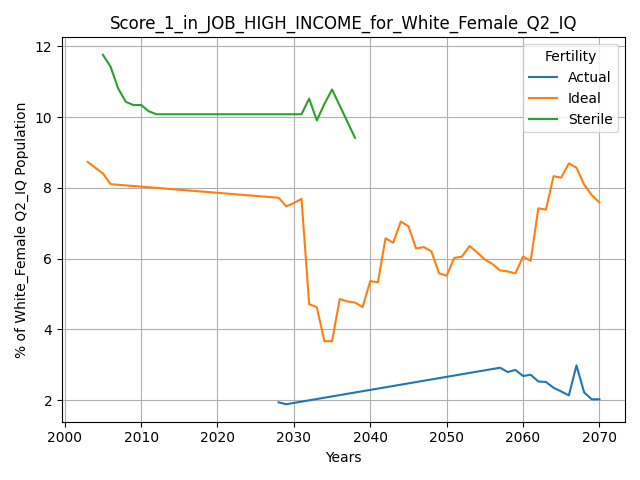 Score_1_in_JOB_HIGH_INCOME_for_White_Female_Q2_IQ
% of White_Female Q2_IQ Population
12
10
8
6
4
2
Fertility
Actual
Ideal
Sterile
2000 2010 2020 2030 2040 2050 2060 2070
Years